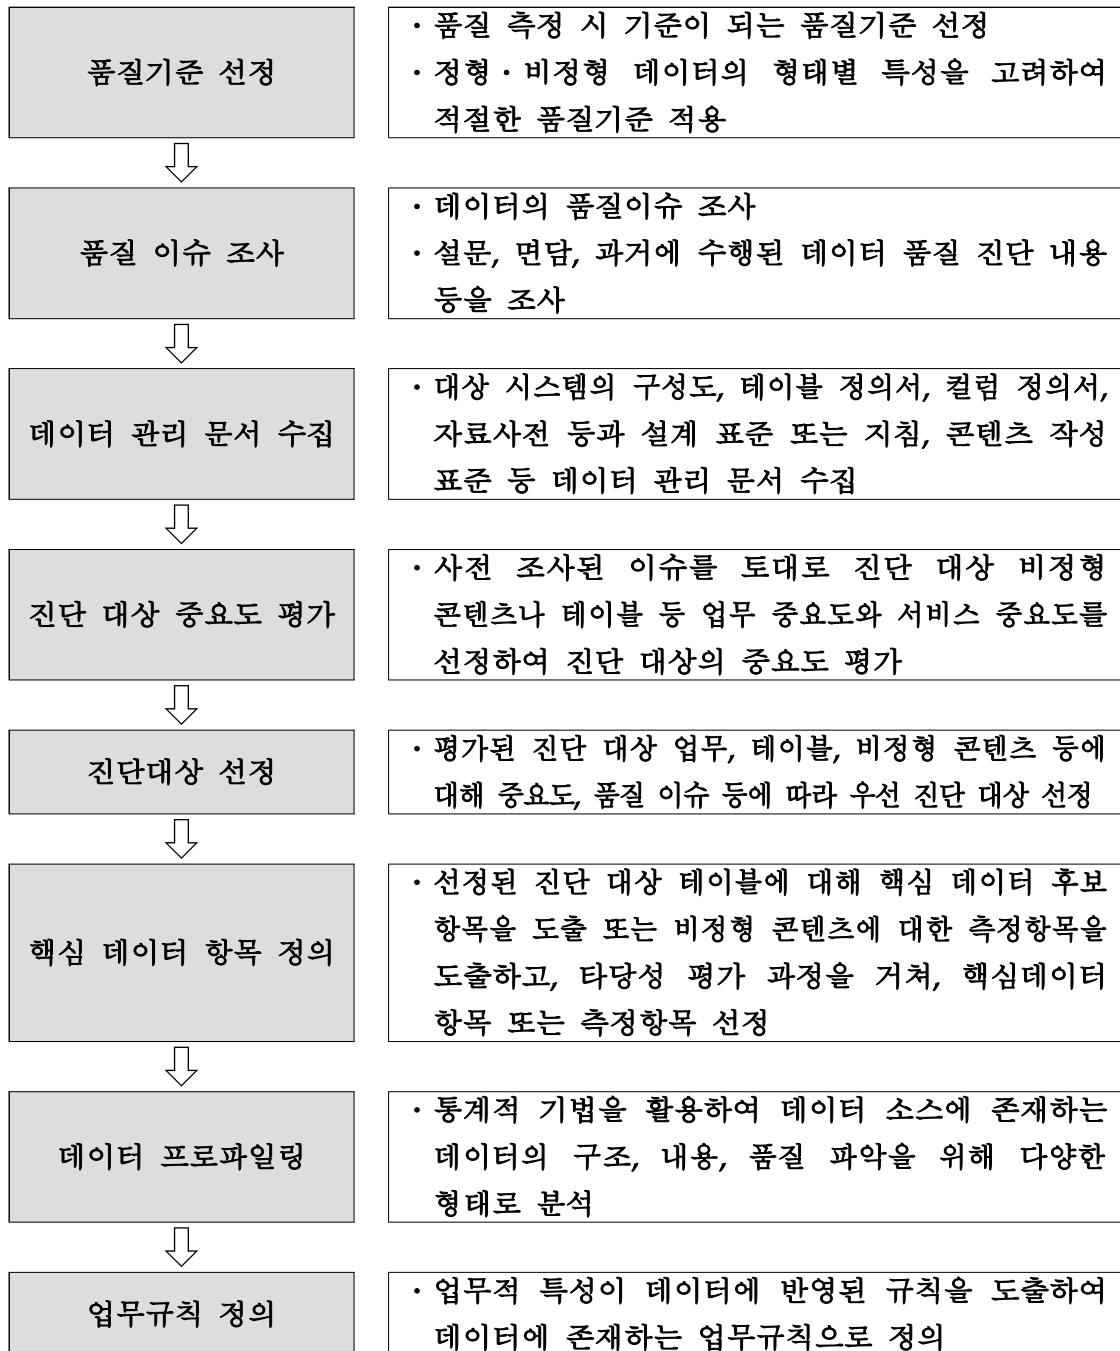 품질기준 선정
· 품질 측정 시 기준이 되는 품질기준 선정
· 정형·비정형 데이터의 형태별 특성을 고려하여
적절한 품질기준 적용
품질 이슈 조사
· 데이터의 품질이슈 조사
· 설문, 면담, 과거에 수행된 데이터 품질 진단 내용
등을 조사
데이터 관리 문서 수집
· 대상 시스템의 구성도, 테이블 정의서, 컬럼 정의서,
자료사전 등과 설계 표준 또는 지침, 콘텐츠 작성
표준 등 데이터 관리 문서 수집
진단 대상 중요도 평가
· 사전 조사된 이슈를 토대로 진단 대상 비정형
콘텐츠나 테이블 등 업무 중요도와 서비스 중요도를
선정하여 진단 대상의 중요도 평가
진단대상 선정
· 평가된 진단 대상 업무, 테이블, 비정형 콘텐츠 등에
대해 중요도, 품질 이슈 등에 따라 우선 진단 대상 선정
핵심 데이터 항목 정의
· 선정된 진단 대상 테이블에 대해 핵심 데이터 후보
항목을 도출 또는 비정형 콘텐츠에 대한 측정항목을
도출하고, 타당성 평가 과정을 거쳐, 핵심데이터
항목 또는 측정항목 선정
데이터 프로파일링
· 통계적 기법을 활용하여 데이터 소스에 존재하는
데이터의 구조, 내용, 품질 파악을 위해 다양한
형태로 분석
업무규칙 정의
· 업무적 특성이 데이터에 반영된 규칙을 도출하여
데이터에 존재하는 업무규칙으로 정의